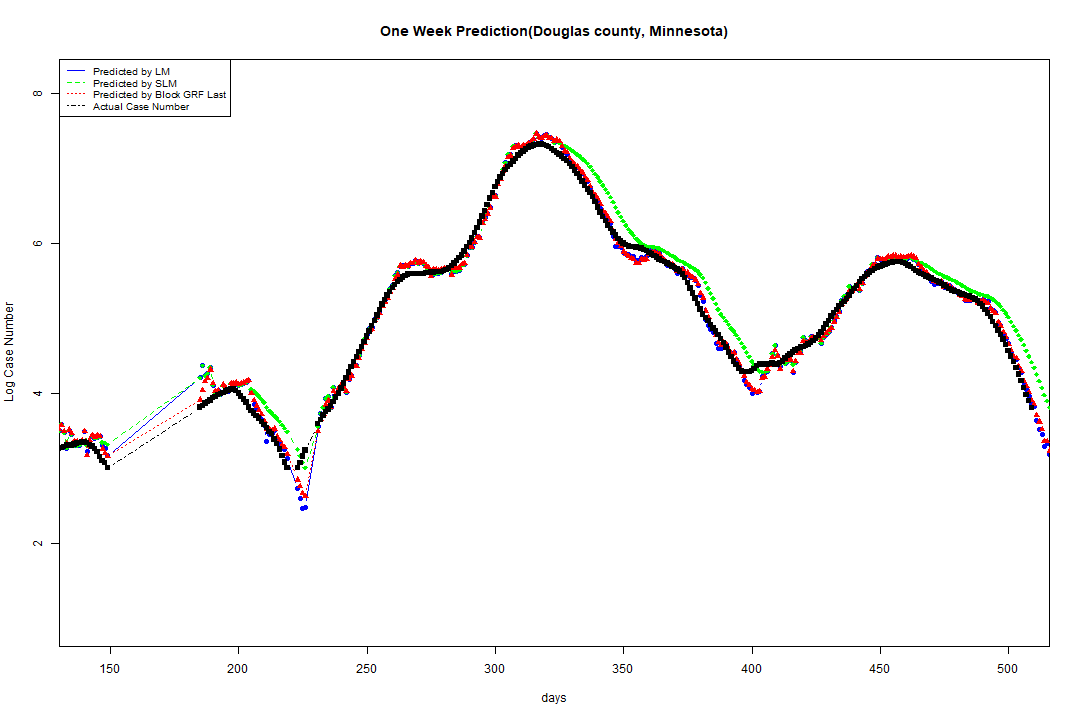 One Week Prediction(Douglas county, Minnesota)
Predicted by LM
Predicted by SLM
Predicted by Block GRF Last
Actual Case Number
8
6
4
2
Log Case Number
150 200 250 300 350 400 450 500
days